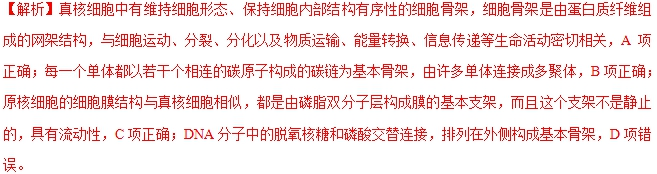 【解析】真核细胞中有维持细胞形态、保持细胞内部结构有序性的细胞骨架，细胞骨架是由蛋白质纤维组
成的网架结构，与细胞运动、分裂、分化以及物质运输、能量转换、信息传递等生命活动密切相关，A 项
正确；每一个单体都以若干个相连的碳原子构成的碳链为基本骨架，由许多单体连接成多聚体，B项正确；
原核细胞的细胞膜结构与真核细胞相似，都是由磷脂双分子层构成膜的基本支架，而且这个支架不是静止
的，具有流动性，C 项正确；DNA 分子中的脱氧核糖和磷酸交替连接，排列在外侧构成基本骨架，D 项错
误。